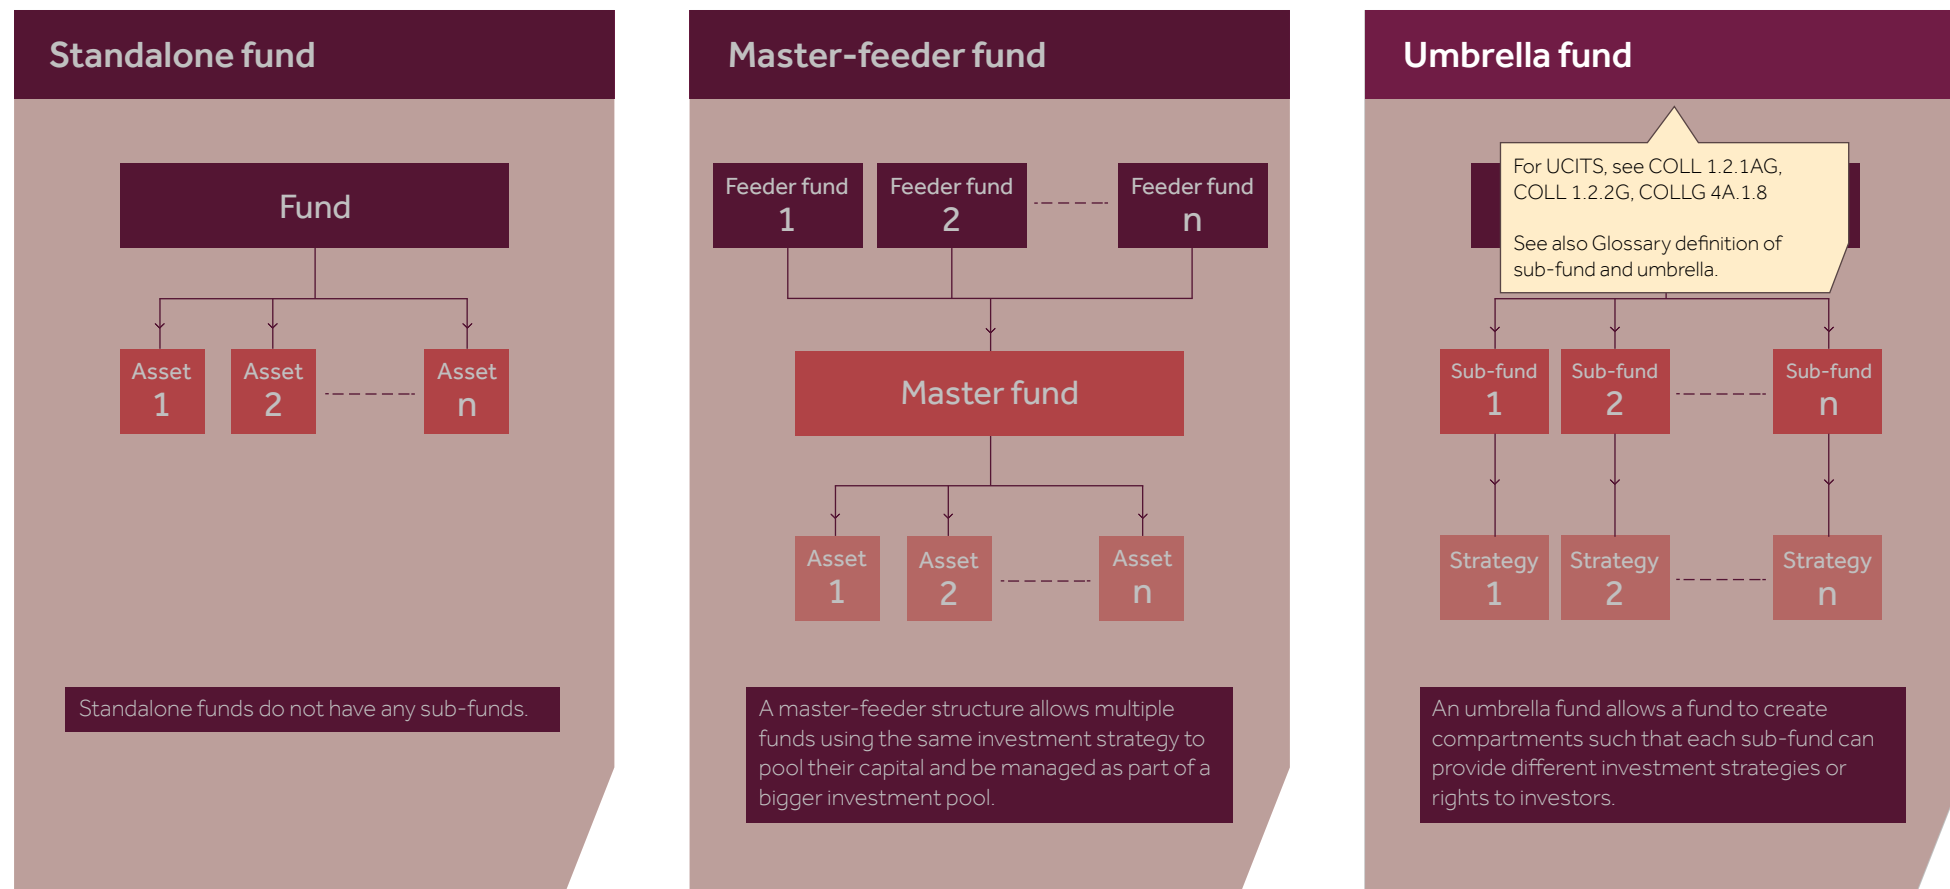 Standalone fund
Fund
Asset
1
Asset
2
Asset
n
Standalone funds do not have any sub-funds.
Master-feeder fund
Feeder fund
1
Feeder fund
2
Feeder fund
n
Master fund
Asset
1
Asset
2
Asset
n
A master-feeder structure allows multiple
funds using the same investment strategy to
pool their capital and be managed as part of a
bigger investment pool.
Umbrella fund
For UCITS, see COLL 1.2.1AG,
COLL 1.2.2G, COLLG 4A.1.8
See also Glossary definition of
sub-fund and umbrella.
Sub-fund
1
Sub-fund
2
Sub-fund
n
Strategy
1
Strategy
2
Strategy
n
An umbrella fund allows a fund to create
compartments such that each sub-fund can
provide different investment strategies or
rights to investors.